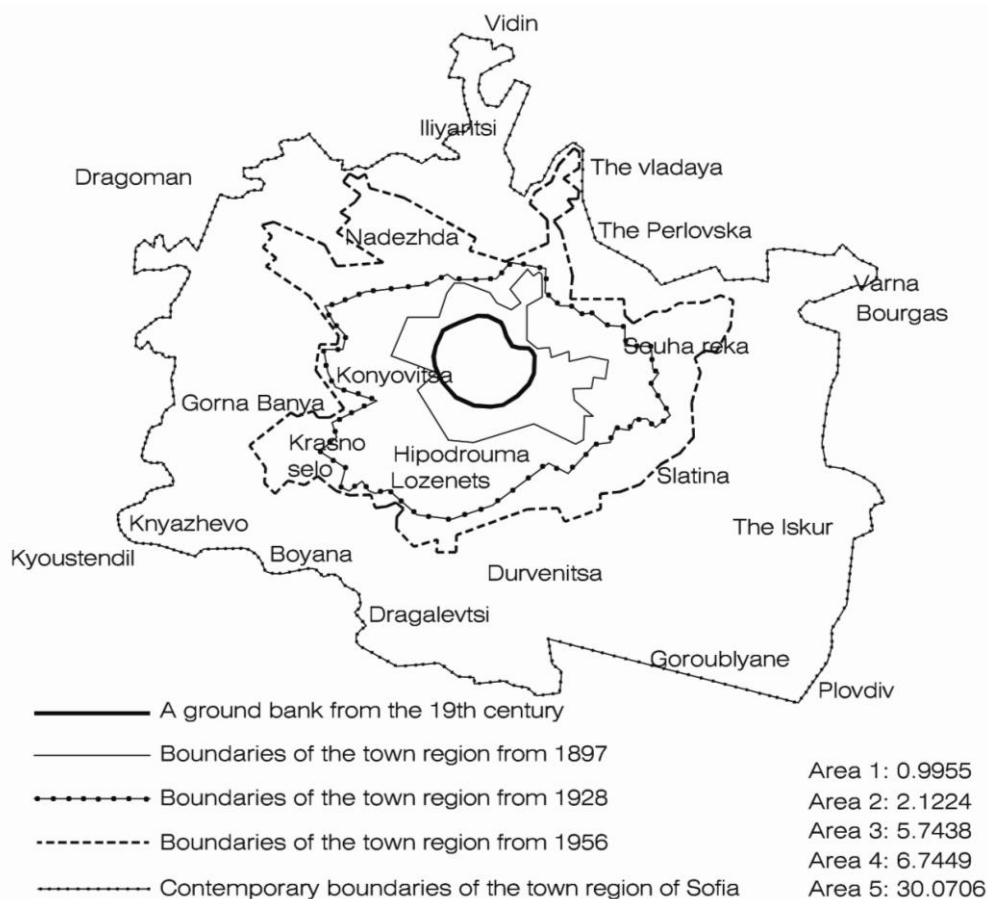 Vidin
Iliyantsi
The vladaya
Dragoman
The Perlovska
Nadezhda
Varna
Bourgas
Souha reka
Konyovitsa
Gorna Banya
Krasno
selo
Hipodrouma
Lozenets
Slatina
Knyazhevo
The Iskur
Kyoustendil
Boyana
Durvenitsa
Dragalevtsi
Goroublyane
Plovdiv
A ground bank from the 19th century
Boundaries of the town region from 1897
Boundaries of the town region from 1928
Boundaries of the town region from 1956
Contemporary boundaries of the town region of Sofia
Area 1: 0.9955
Area 2: 2.1224
Area 3: 5.7438
Area 4: 6.7449
Area 5: 30.0706